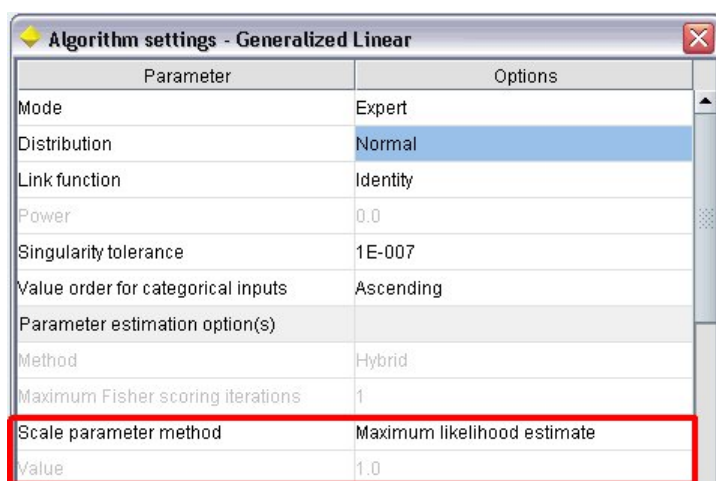 Algorithm settings - Generalized Linear
Parameter Options
Mode Expert
Distribution Normal
Link function Identity
Power 0.0
Singularity tolerance 1E-007
Value order for categorical inputs Ascending
Parameter estimation option(s)
Method Hybrid
Maximum Fisher scoring iterations 1
Scale parameter method Maximum likelihood estimate
Value 1.0